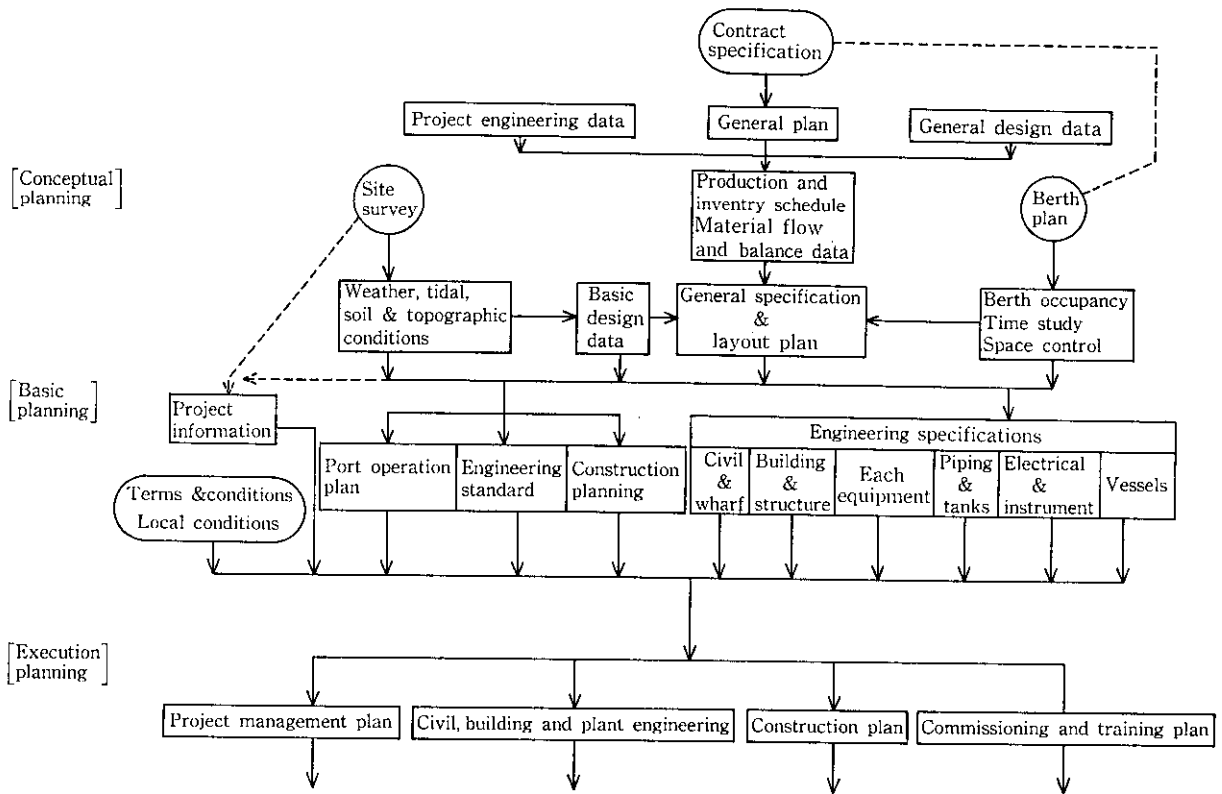 Contract
specification
Project engineering data
General plan
General design data
[Conceptual
planning]
Site
survey
Production and
inventry schedule
Material flow
and balance data
Berth
plan
Weather, tidal,
soil & topographic
conditions
Basic
design
data
General specification
&
layout plan
Berth occupancy
Time study
Space control
[Basic
planning]
Project
information
Port operation
plan
Engineering
standard
Construction
planning
Engineering specifications
Civil
&
wharf
Building
&
structure
Each
equipment
Piping
&
tanks
Electrical
&
instrument
Vessels
Terms &conditions
Local conditions
[Execution
planning]
Project management plan
Civil, building and plant engineering
Construction plan
Commissioning and training plan